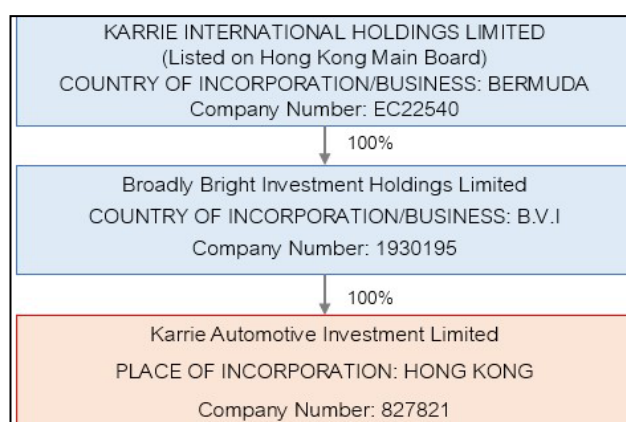 KARRIE INTERNATIONAL HOLDINGS LIMITED
(Listed on Hong Kong Main Board)
COUNTRY OF INCORPORATION/BUSINESS: BERMUDA
Company Number: EC22540
100%
Broadly Bright Investment Holdings Limited
COUNTRY OF INCORPORATION/BUSINESS: B.V.I
Company Number: 1930195
100%
Karrie Automotive Investment Limited
PLACE OF INCORPORATION: HONG KONG
Company Number: 827821